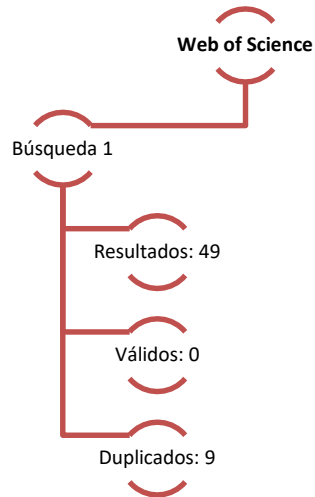 Web of Science
Búsqueda 1
Resultados: 49
Válidos: 0
Duplicados: 9